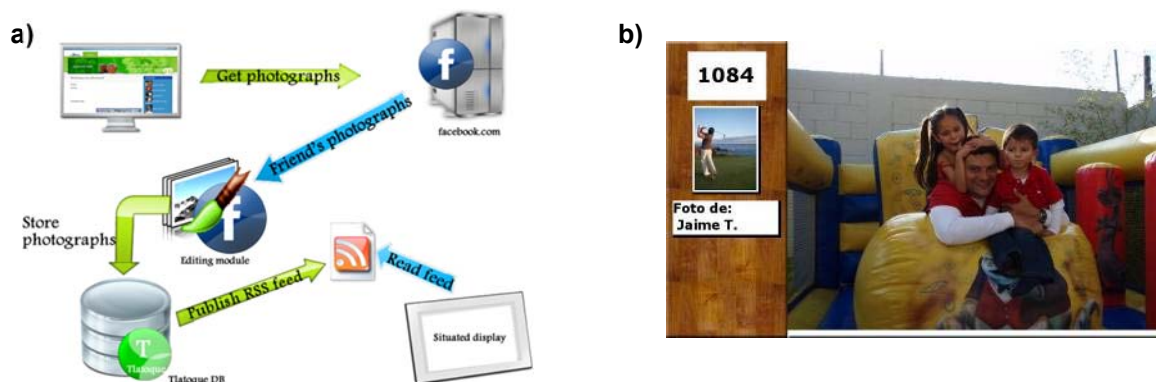 a)
Get photographs
facebook.com
Friend's photographs
Store
photographs
Editing module
Publish RSS feed
Read feed
Situated display
T
Tlatoque
Tlatoque DB
b)
1084
Foto de:
Jaime T.